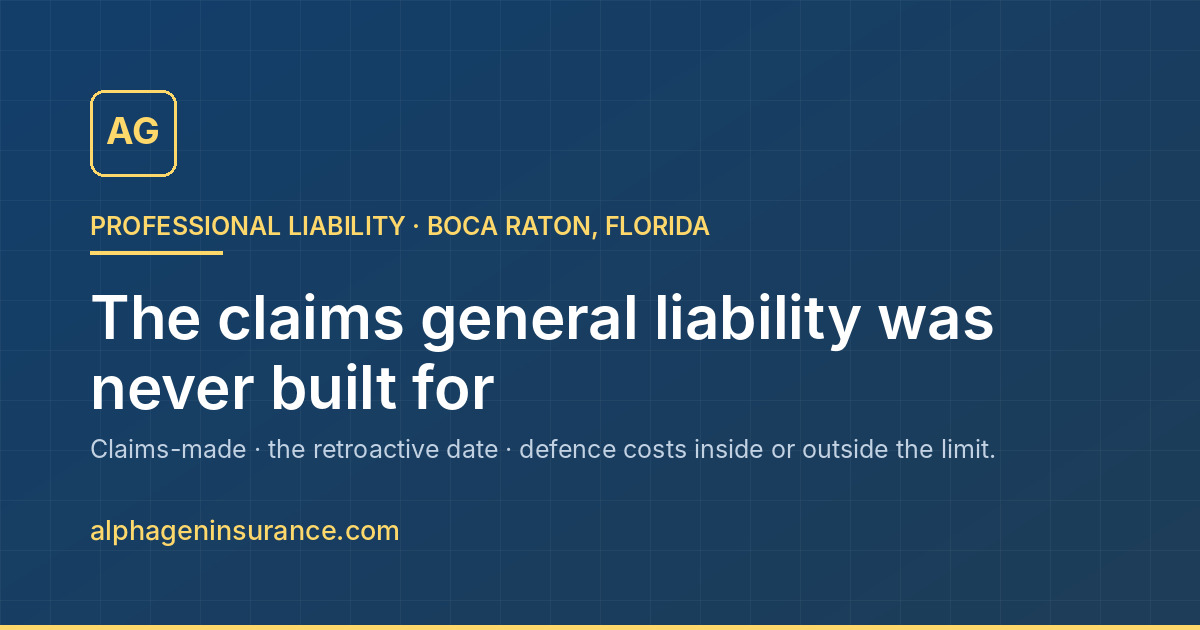 AG
PROFESSIONAL LIABILITY · BOCA RATON, FLORIDA
The claims general liability was
never built for
Claims-made · the retroactive date · defence costs inside or outside the limit.
alphageninsurance.com